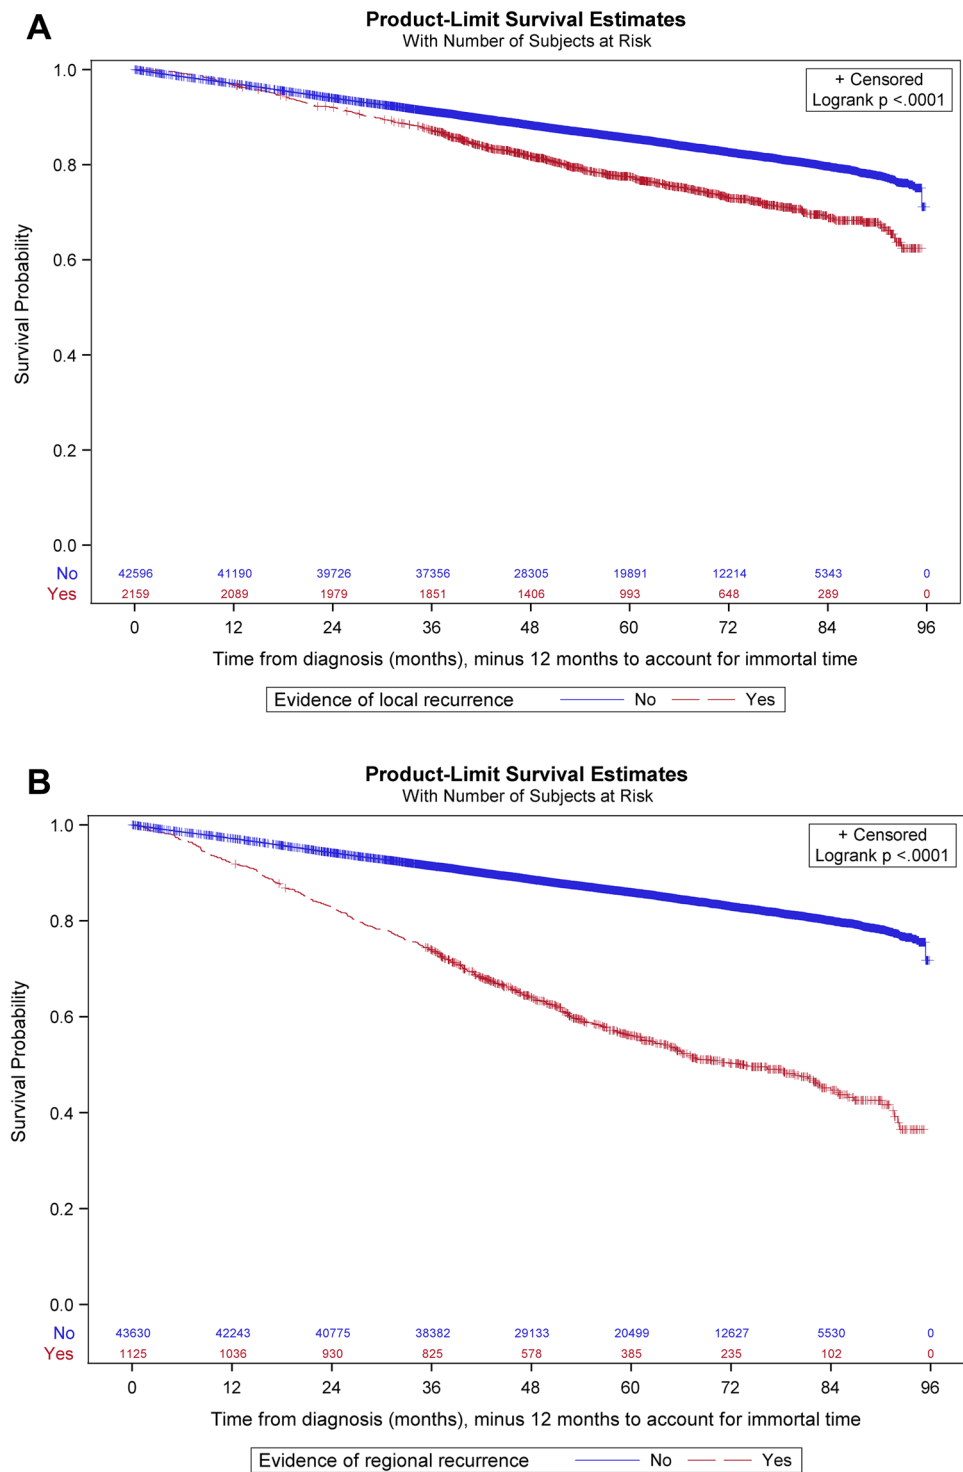 A
Product-Limit Survival Estimates
With Number of Subjects at Risk
+ Censored
Logrank p <.0001
1.0
0.8
0.6
0.4
0.2
0.0
Survival Probability
No 42596 41190 39726 37356 28305 19891 12214 5343 0
Yes 2159 2089 1979 1851 1406 993 648 289 0
0 12 24 36 48 60 72 84 96
Time from diagnosis (months), minus 12 months to account for immortal time
Evidence of local recurrence No Yes
B
Product-Limit Survival Estimates
With Number of Subjects at Risk
+ Censored
Logrank p <.0001
1.0
0.8
0.6
0.4
0.2
0.0
Survival Probability
No 43630 42243 40775 38382 29133 20499 12627 5530 0
Yes 1125 1036 930 825 578 385 235 102 0
0 12 24 36 48 60 72 84 96
Time from diagnosis (months), minus 12 months to account for immortal time
Evidence of regional recurrence No Yes